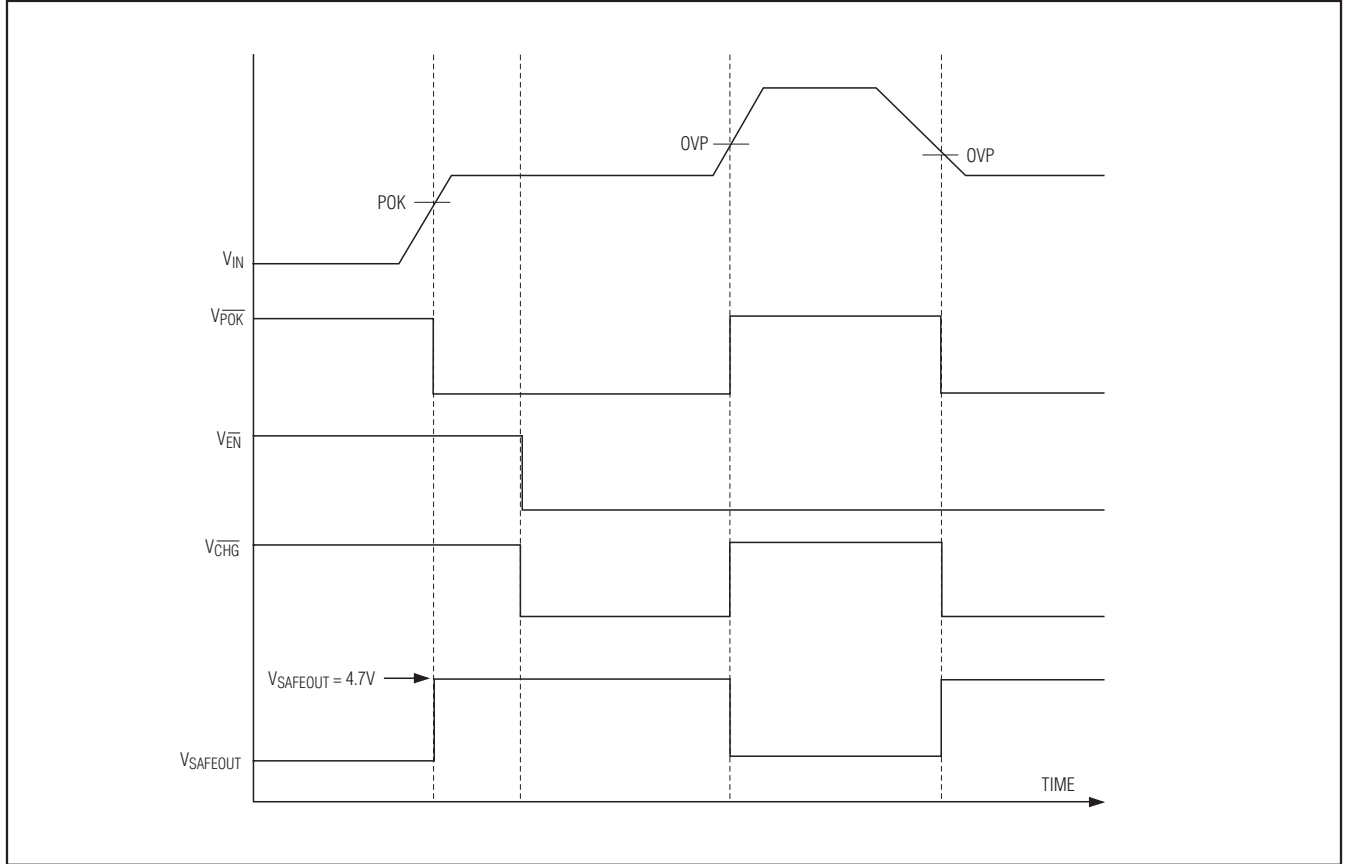 OVP
OVP
POK
VIN
VPOK
VEN
VCHG
VSAFEOUT = 4.7V
VSAFEOUT
TIME